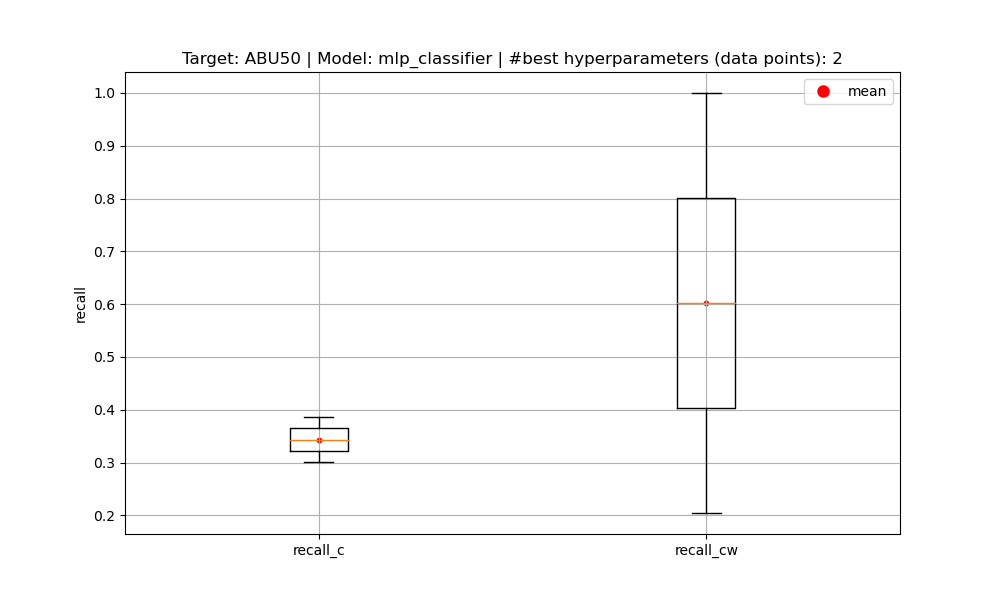 Target: ABU50 | Model: mlp_classifier | #best hyperparameters (data points): 2
mean
1.0
0.9
0.8
0.7
0.6
0.5
0.4
0.3
0.2
recall
recall_c
recall_cw